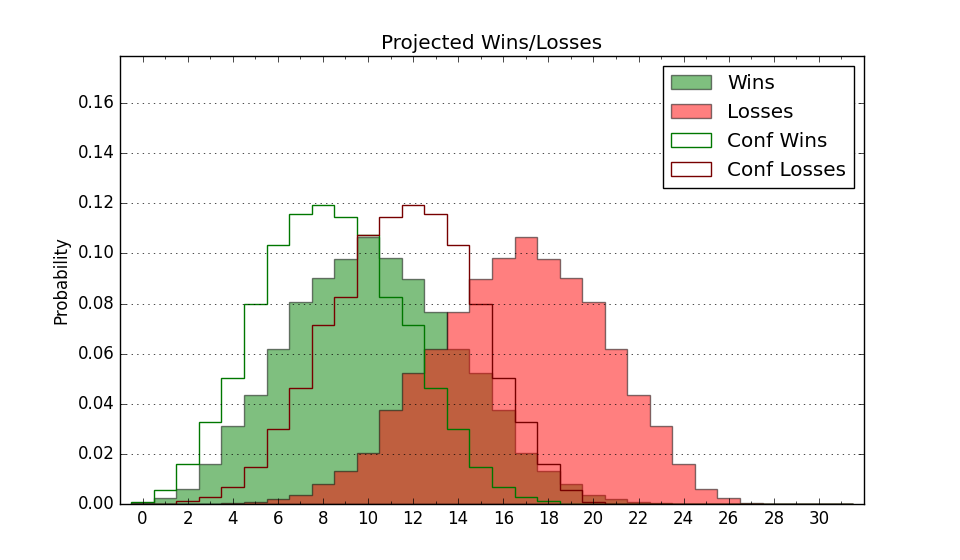 Projected Wins/Losses
Wins
Losses
Conf Wins
Conf Losses
Probability
0.16
0.14
0.12
0.10
0.08
0.06
0.04
0.02
0.00
0 2 4 6 8 10 12 14 16 18 20 22 24 26 28 30